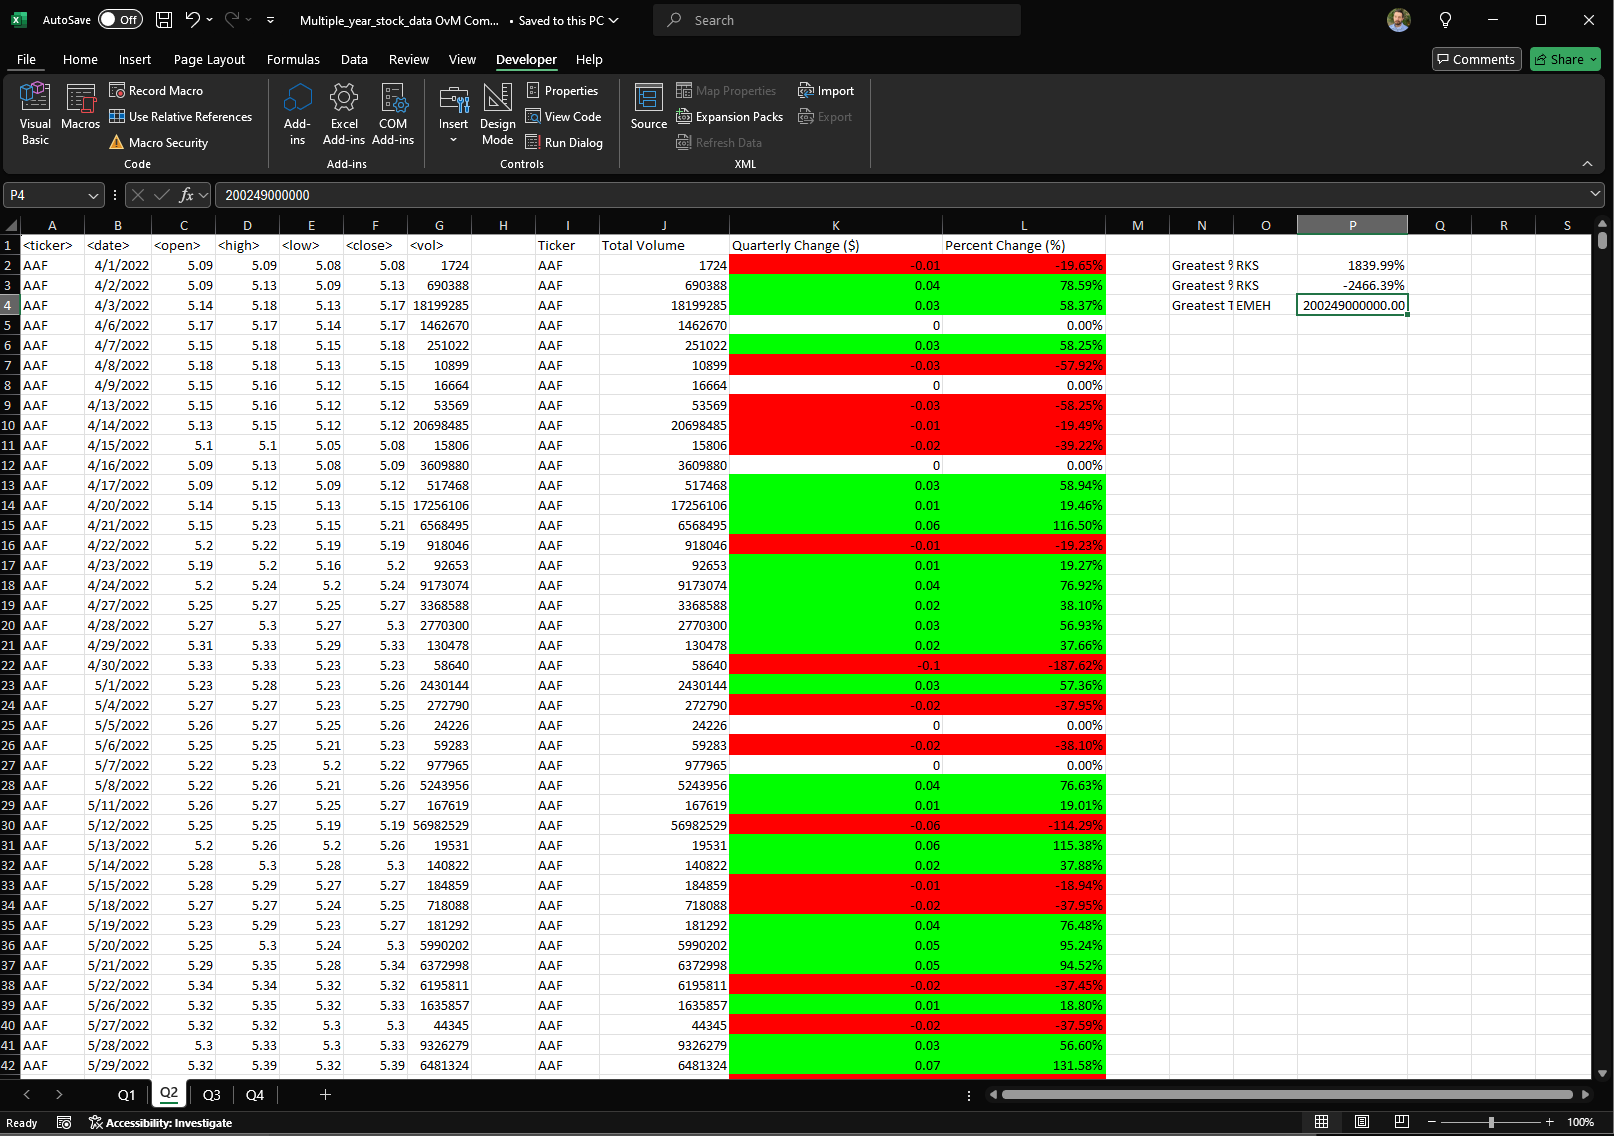 AutoSave Off Multiple_year_stock_data OvM Com... • Saved to this PC Search
File Home Insert Page Layout Formulas Data Review View Developer Help Comments Share
Visual Basic
Macros
Record Macro
Use Relative References
Macro Security
Code
Add-ins
Excel Add-ins
COM Add-ins
Add-ins
Insert
Design Mode
Properties
View Code
Run Dialog
Controls
Source
Map Properties
Expansion Packs
Refresh Data
Import
Export
XML
P4 fx 200249000000
A B C D E F G H I J K L M N O P Q R S
1 <ticker> <date> <open> <high> <low> <close> <vol> Ticker Total Volume Quarterly Change ($) Percent Change (%)
2 AAF 4/1/2022 5.09 5.09 5.08 5.08 1724 AAF 1724 -0.01 -19.65% Greatest % RKS 1839.99%
3 AAF 4/2/2022 5.09 5.13 5.09 5.13 690388 AAF 690388 0.04 78.59% Greatest % RKS -2466.39%
4 AAF 4/3/2022 5.14 5.18 5.13 5.17 18199285 AAF 18199285 0.03 58.37% Greatest T EMEH 200249000000.00
5 AAF 4/6/2022 5.17 5.17 5.14 5.17 1462670 AAF 1462670 0 0.00%
6 AAF 4/7/2022 5.15 5.18 5.15 5.18 251022 AAF 251022 0.03 58.25%
7 AAF 4/8/2022 5.18 5.18 5.13 5.15 10899 AAF 10899 -0.03 -57.92%
8 AAF 4/9/2022 5.15 5.16 5.12 5.15 16664 AAF 16664 0 0.00%
9 AAF 4/13/2022 5.15 5.16 5.12 5.12 53569 AAF 53569 -0.03 -58.25%
10 AAF 4/14/2022 5.13 5.15 5.12 5.12 20698485 AAF 20698485 -0.01 -19.49%
11 AAF 4/15/2022 5.1 5.1 5.05 5.08 15806 AAF 15806 -0.02 -39.22%
12 AAF 4/16/2022 5.09 5.13 5.08 5.09 3609880 AAF 3609880 0 0.00%
13 AAF 4/17/2022 5.09 5.12 5.09 5.12 517468 AAF 517468 0.03 58.94%
14 AAF 4/20/2022 5.14 5.15 5.13 5.15 17256106 AAF 17256106 0.01 19.46%
15 AAF 4/21/2022 5.15 5.23 5.15 5.21 6568495 AAF 6568495 0.06 116.50%
16 AAF 4/22/2022 5.2 5.22 5.19 5.19 918046 AAF 918046 -0.01 -19.23%
17 AAF 4/23/2022 5.19 5.2 5.16 5.2 92653 AAF 92653 0.01 19.27%
18 AAF 4/24/2022 5.2 5.24 5.2 5.24 9173074 AAF 9173074 0.04 76.92%
19 AAF 4/27/2022 5.25 5.27 5.25 5.27 3368588 AAF 3368588 0.02 38.10%
20 AAF 4/28/2022 5.27 5.3 5.27 5.3 2770300 AAF 2770300 0.03 56.93%
21 AAF 4/29/2022 5.31 5.33 5.29 5.33 130478 AAF 130478 0.02 37.66%
22 AAF 4/30/2022 5.33 5.33 5.23 5.23 58640 AAF 58640 -0.1 -187.62%
23 AAF 5/1/2022 5.23 5.28 5.23 5.26 2430144 AAF 2430144 0.03 57.36%
24 AAF 5/4/2022 5.27 5.27 5.23 5.25 272790 AAF 272790 -0.02 -37.95%
25 AAF 5/5/2022 5.26 5.27 5.25 5.26 24226 AAF 24226 0 0.00%
26 AAF 5/6/2022 5.25 5.25 5.21 5.23 59283 AAF 59283 -0.02 -38.10%
27 AAF 5/7/2022 5.22 5.23 5.2 5.22 977965 AAF 977965 0 0.00%
28 AAF 5/8/2022 5.22 5.26 5.21 5.26 5243956 AAF 5243956 0.04 76.63%
29 AAF 5/11/2022 5.26 5.27 5.25 5.27 167619 AAF 167619 0.01 19.01%
30 AAF 5/12/2022 5.25 5.25 5.19 5.19 56982529 AAF 56982529 -0.06 -114.29%
31 AAF 5/13/2022 5.2 5.26 5.2 5.26 19531 AAF 19531 0.06 115.38%
32 AAF 5/14/2022 5.28 5.3 5.28 5.3 140822 AAF 140822 0.02 37.88%
33 AAF 5/15/2022 5.28 5.29 5.27 5.27 184859 AAF 184859 -0.01 -18.94%
34 AAF 5/18/2022 5.27 5.27 5.24 5.25 718088 AAF 718088 -0.02 -37.95%
35 AAF 5/19/2022 5.23 5.29 5.23 5.27 181292 AAF 181292 0.04 76.48%
36 AAF 5/20/2022 5.25 5.3 5.24 5.3 5990202 AAF 5990202 0.05 95.24%
37 AAF 5/21/2022 5.29 5.35 5.28 5.34 6372998 AAF 6372998 0.05 94.52%
38 AAF 5/22/2022 5.34 5.34 5.32 5.32 6195811 AAF 6195811 -0.02 -37.45%
39 AAF 5/26/2022 5.32 5.35 5.32 5.33 1635857 AAF 1635857 0.01 18.80%
40 AAF 5/27/2022 5.32 5.32 5.3 5.3 44345 AAF 44345 -0.02 -37.59%
41 AAF 5/28/2022 5.3 5.33 5.3 5.33 9326279 AAF 9326279 0.03 56.60%
42 AAF 5/29/2022 5.32 5.39 5.32 5.39 6481324 AAF 6481324 0.07 131.58%
Q1 Q2 Q3 Q4
Ready Accessibility: Investigate 100%